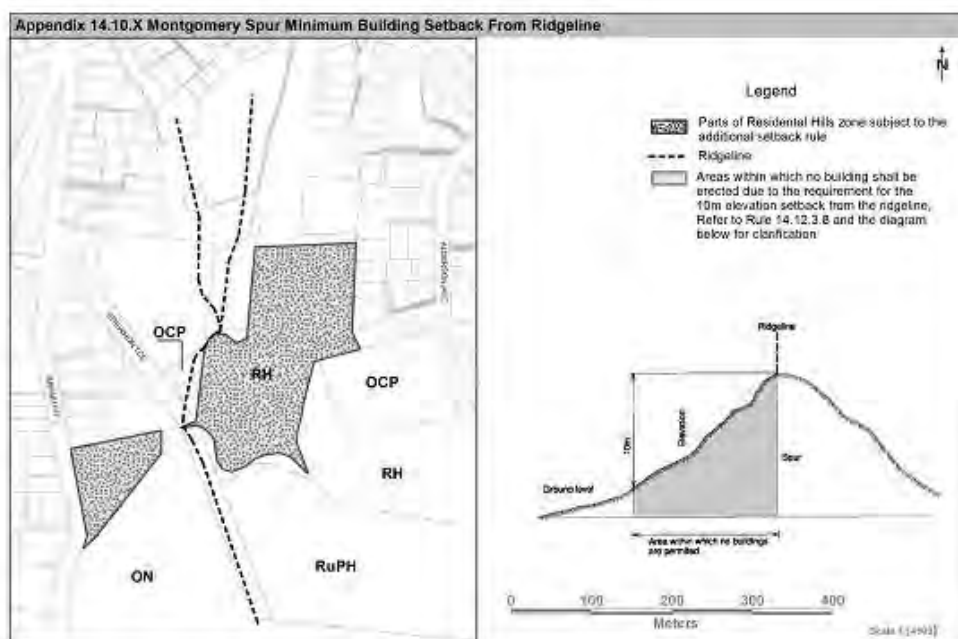 Appendix 14.10.X Montgomery Spur Minimum Building Setback From Ridgeline
N
Legend
Parts of Residental Hills zone subject to the
additional setback rule
Ridgeline
Areas within which no building shall be
erected due to the requirement for the
10m elevation setback from the ridgeline,
Refer to Rule 14.12.3.8 and the diagram
below for clarification
OCP
RH
OCP
RH
ON
RuPH
Ridgeline
10m
Elevation
Spur
Ground level
Area within which no buildings
are permitted
0 100 200 300 400
Meters